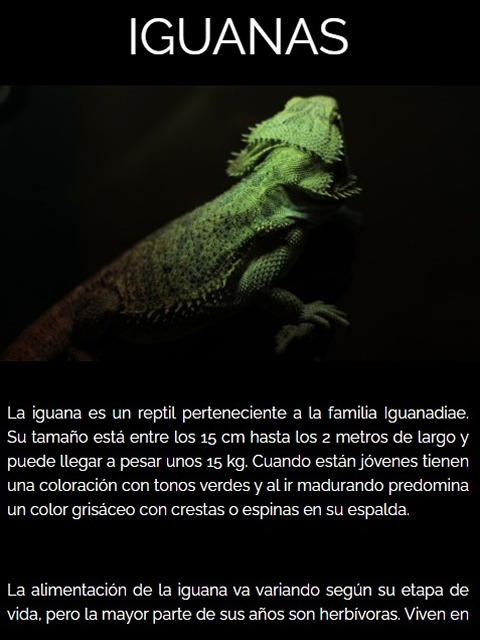 IGUANAS
La iguana es un reptil perteneciente a la familia Iguanadiae.
Su tamaño está entre los 15 cm hasta los 2 metros de largo y
puede llegar a pesar unos 15 kg. Cuando están jóvenes tienen
una coloración con tonos verdes y al ir madurando predomina
un color grisáceo con crestas o espinas en su espalda.
La alimentación de la iguana va variando según su etapa de
vida, pero la mayor parte de sus años son herbívoras. Viven en